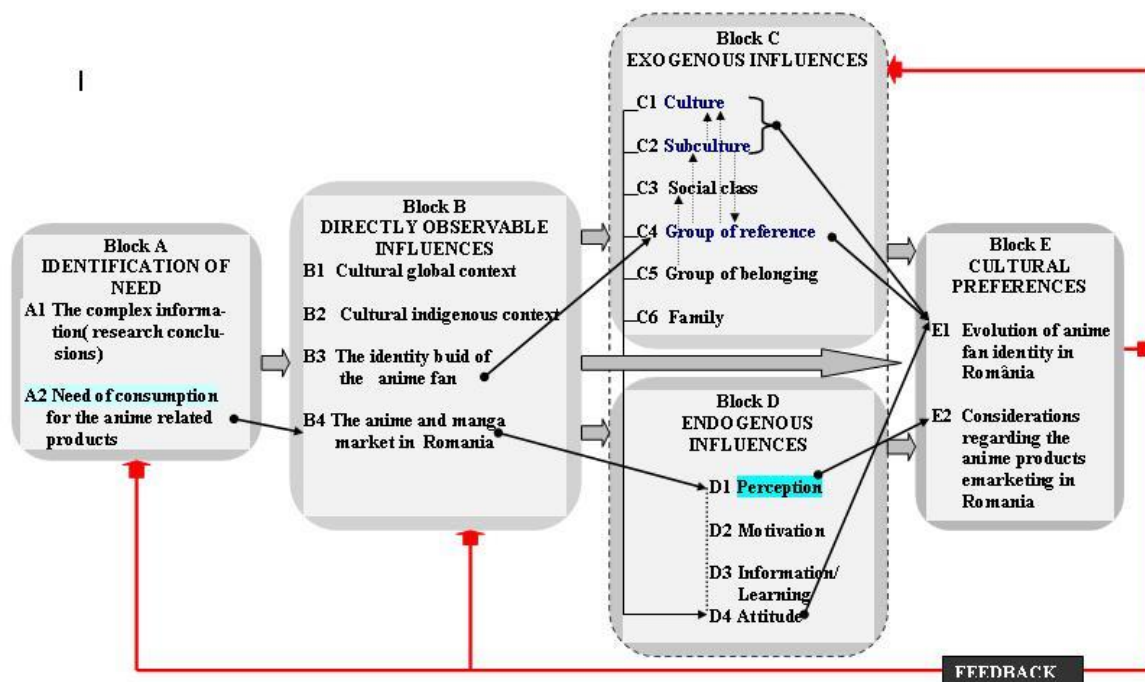 I
Block A
IDENTIFICATION OF
NEED
A1 The complex informa-
tion( research conclu-
sions)
A2 Need of consumption
for the anime related
products
Block B
DIRECTLY OBSERVABLE
INFLUENCES
B1 Cultural global context
B2 Cultural indigenous context
B3 The identity buid of
the anime fan
B4 The anime and manga
market in Romania
Block C
EXOGENOUS INFLUENCES
C1 Culture
C2 Subculture
C3 Social class
C4 Group of reference
C5 Group of belonging
C6 Family
Block D
ENDOGENOUS
INFLUENCES
D1 Perception
D2 Motivation
D3 Information/
Learning
D4 Attitude
Block E
CULTURAL
PREFERENCES
E1 Evolution of anime
fan identity in
România
E2 Considerations
regarding the
anime products
emarketing in
Romania
FEEDBACK